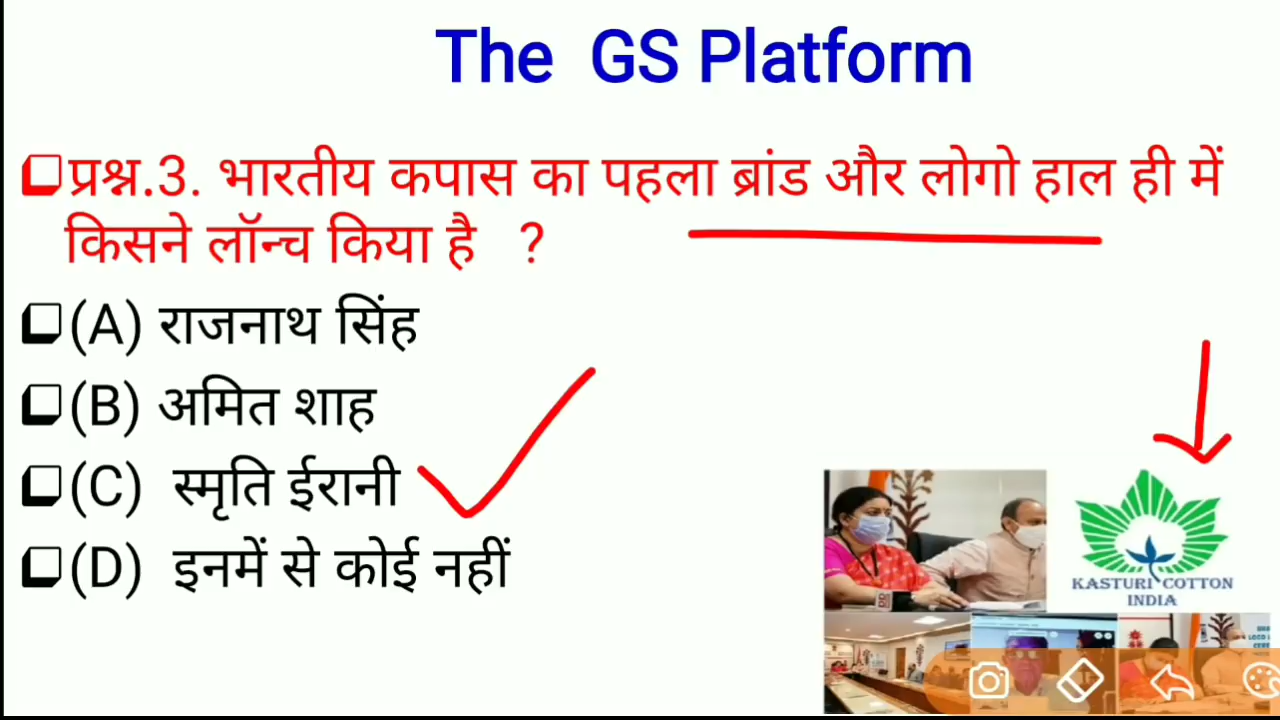 The GS Platform
प्रश्न.3. भारतीय कपास का पहला ब्रांड और लोगो हाल ही में
किसने लॉन्च किया है ?
(A) राजनाथ सिंह
(B) अमित शाह
(C) स्मृति ईरानी
(D) इनमें से कोई नहीं
KASTURI COTTON
INDIA